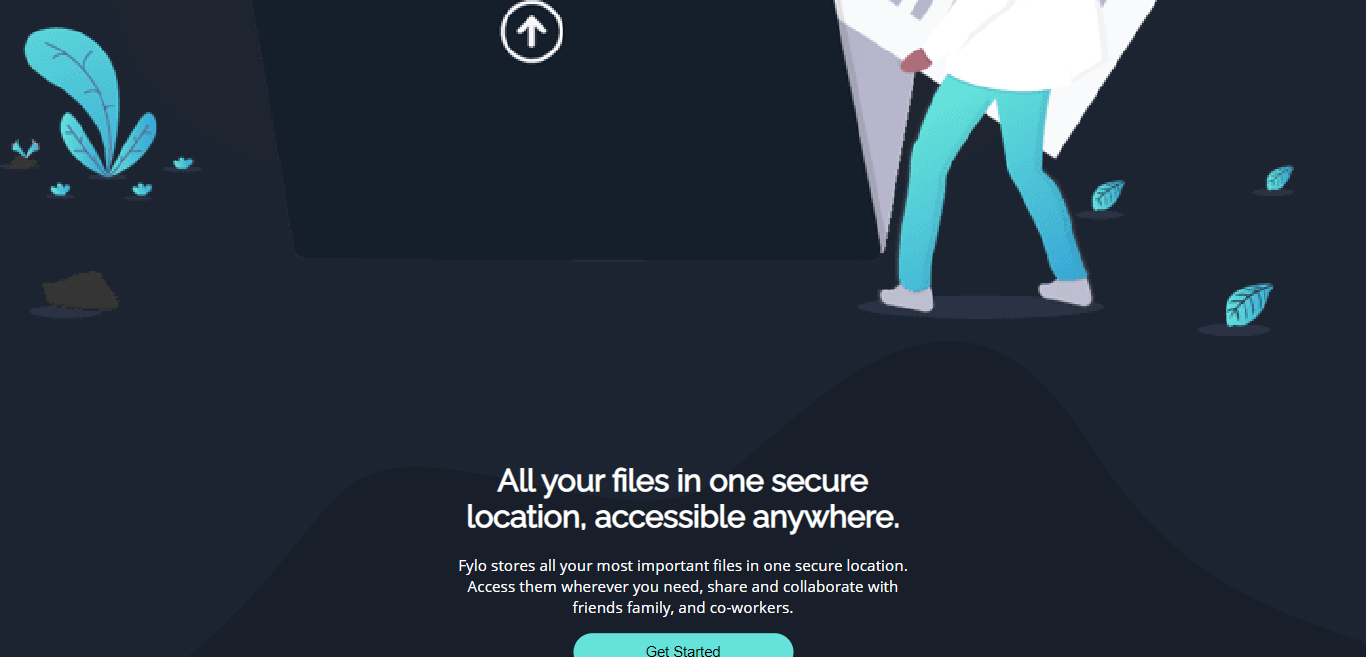 All your files in one secure
location, accessible anywhere.
Fylo stores all your most important files in one secure location.
Access them wherever you need, share and collaborate with
friends family, and co-workers.
Get Started